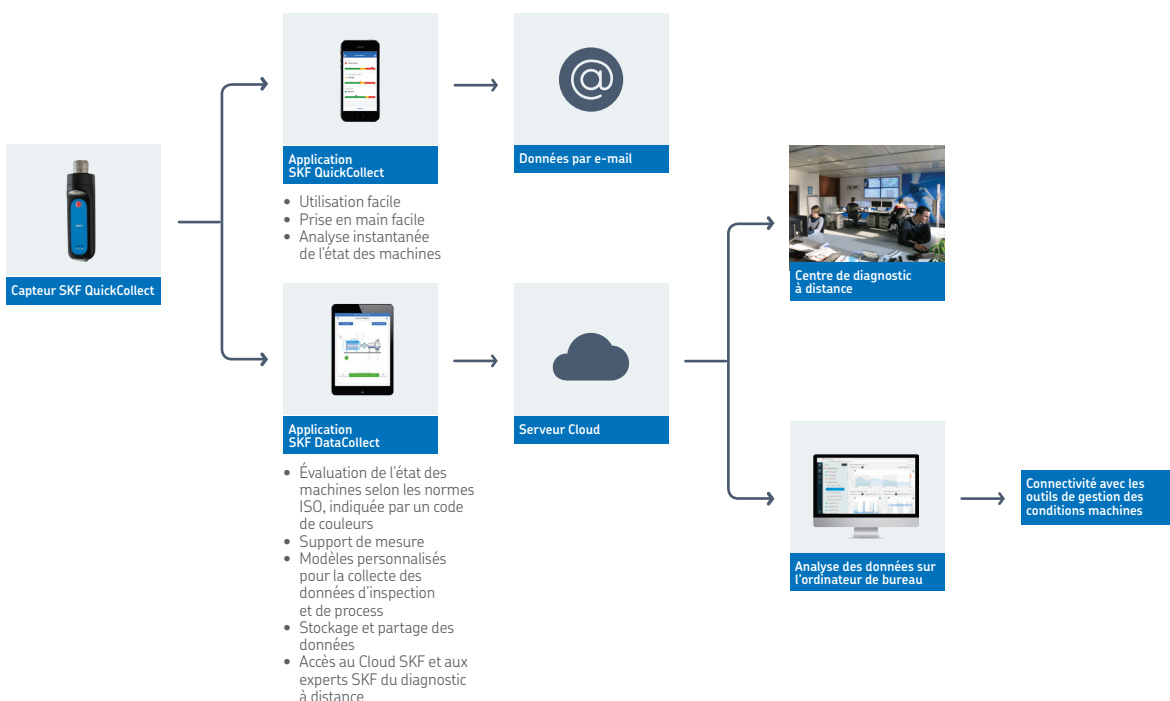 Capteur SKF QuickCollect
Application
SKF QuickCollect
• Utilisation facile
• Prise en main facile
• Analyse instantanée
de l'état des machines
@
Données par e-mail
Application
SKF DataCollect
• Évaluation de l'état des
machines selon les normes
ISO, indiquée par un code
de couleurs
• Support de mesure
• Modèles personnalisés
pour la collecte des
données d'inspection
et de process
• Stockage et partage des
données
• Accès au Cloud SKF et aux
experts SKF du diagnostic
à distance
Serveur Cloud
Centre de diagnostic
à distance
Analyse des données sur
l'ordinateur de bureau
Connectivité avec les
outils de gestion des
conditions machines